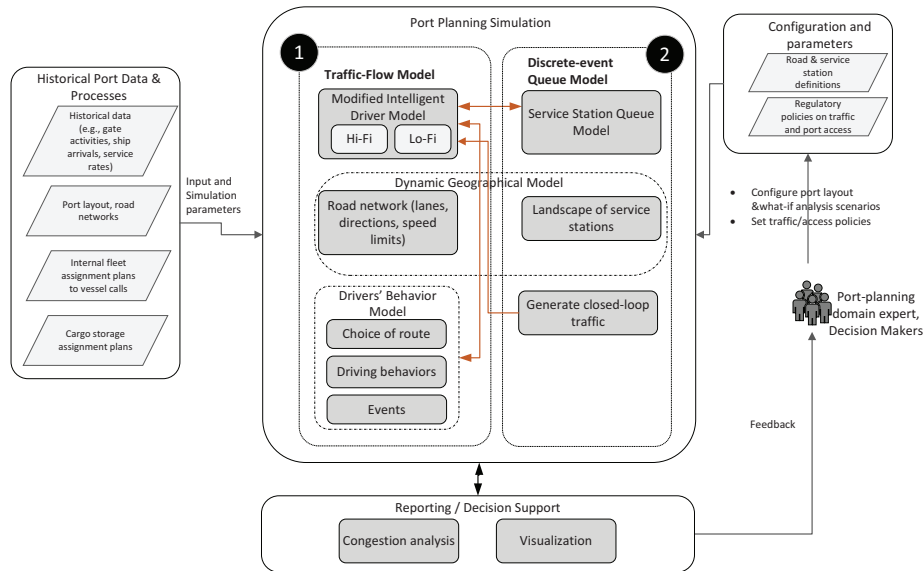 Port Planning Simulation
1
2
Traffic-Flow Model
Discrete-event
Queue Model
Modified Intelligent
Driver Model
Hi-Fi
Lo-Fi
Service Station Queue
Model
Dynamic Geographical Model
Road network (lanes,
directions, speed
limits)
Landscape of service
stations
Drivers' Behavior
Model
Choice of route
Driving behaviors
Events
Generate closed-loop
traffic
Historical Port Data &
Processes
Historical data
(e.g., gate
activities, ship
arrivals, service
rates)
Port layout, road
networks
Internal fleet
assignment plans
to vessel calls
Cargo storage
assignment plans
Input and
Simulation
parameters
Configuration and
parameters
Road & service
station
definitions
Regulatory
policies on traffic
and port access
• Configure port layout
&what-if analysis scenarios
• Set traffic/access policies
Port-planning
domain expert,
Decision Makers
Feedback
Reporting / Decision Support
Congestion analysis
Visualization